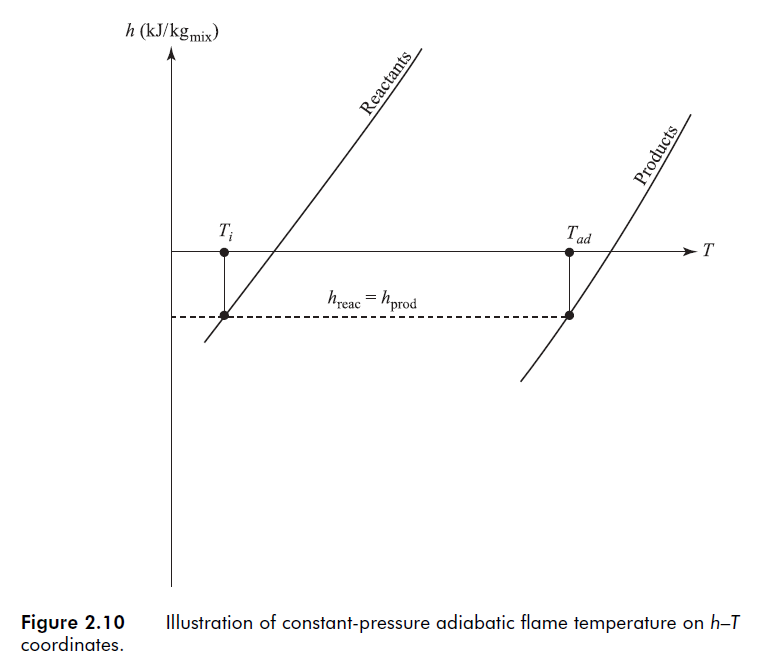 h (kJ/kgmix)
Reactants
Products
Ti
Tad
T
hreac = hprod
Figure 2.10 Illustration of constant-pressure adiabatic flame temperature on h–T
coordinates.